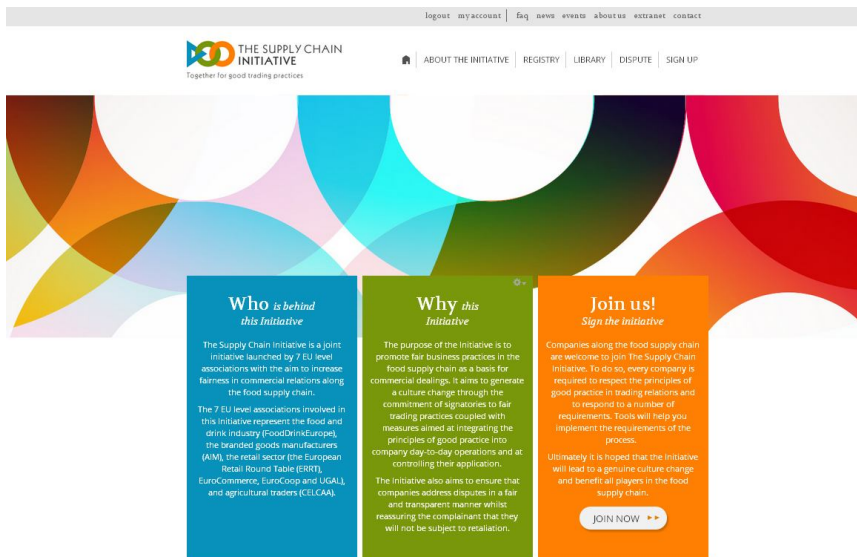 logout my account faq news events about us extranet contact
THE SUPPLY CHAIN
INITIATIVE
Together for good trading practices
ABOUT THE INITIATIVE REGISTRY LIBRARY DISPUTE SIGN UP
Who is behind
this Initiative
The Supply Chain Initiative is a joint
initiative launched by 7 EU level
associations with the aim to increase
fairness in commercial relations along
the food supply chain.
The 7 EU level associations involved in
this Initiative represent the food and
drink industry (FoodDrinkEurope),
the branded goods manufacturers
(AIM), the retail sector (the European
Retail Round Table (ERRT),
EuroCommerce, EuroCoop and UGAL),
and agricultural traders (CELCAA).
Why this
Initiative
The purpose of the Initiative is to
promote fair business practices in the
food supply chain as a basis for
commercial dealings. It aims to generate
a culture change through the
commitment of signatories to fair
trading practices coupled with
measures aimed at integrating the
principles of good practice into
company day-to-day operations and at
controlling their application.
The Initiative also aims to ensure that
companies address disputes in a fair
and transparent manner whilst
reassuring the complainant that they
will not be subject to retaliation.
Join us!
Sign the initiative
Companies along the food supply chain
are welcome to join The Supply Chain
Initiative. To do so, every company is
required to respect the principles of
good practice in trading relations and
to respond to a number of
requirements. Tools will help you
implement the requirements of the
process.
Ultimately it is hoped that the Initiative
will lead to a genuine culture change
and benefit all players in the food
supply chain.
JOIN NOW